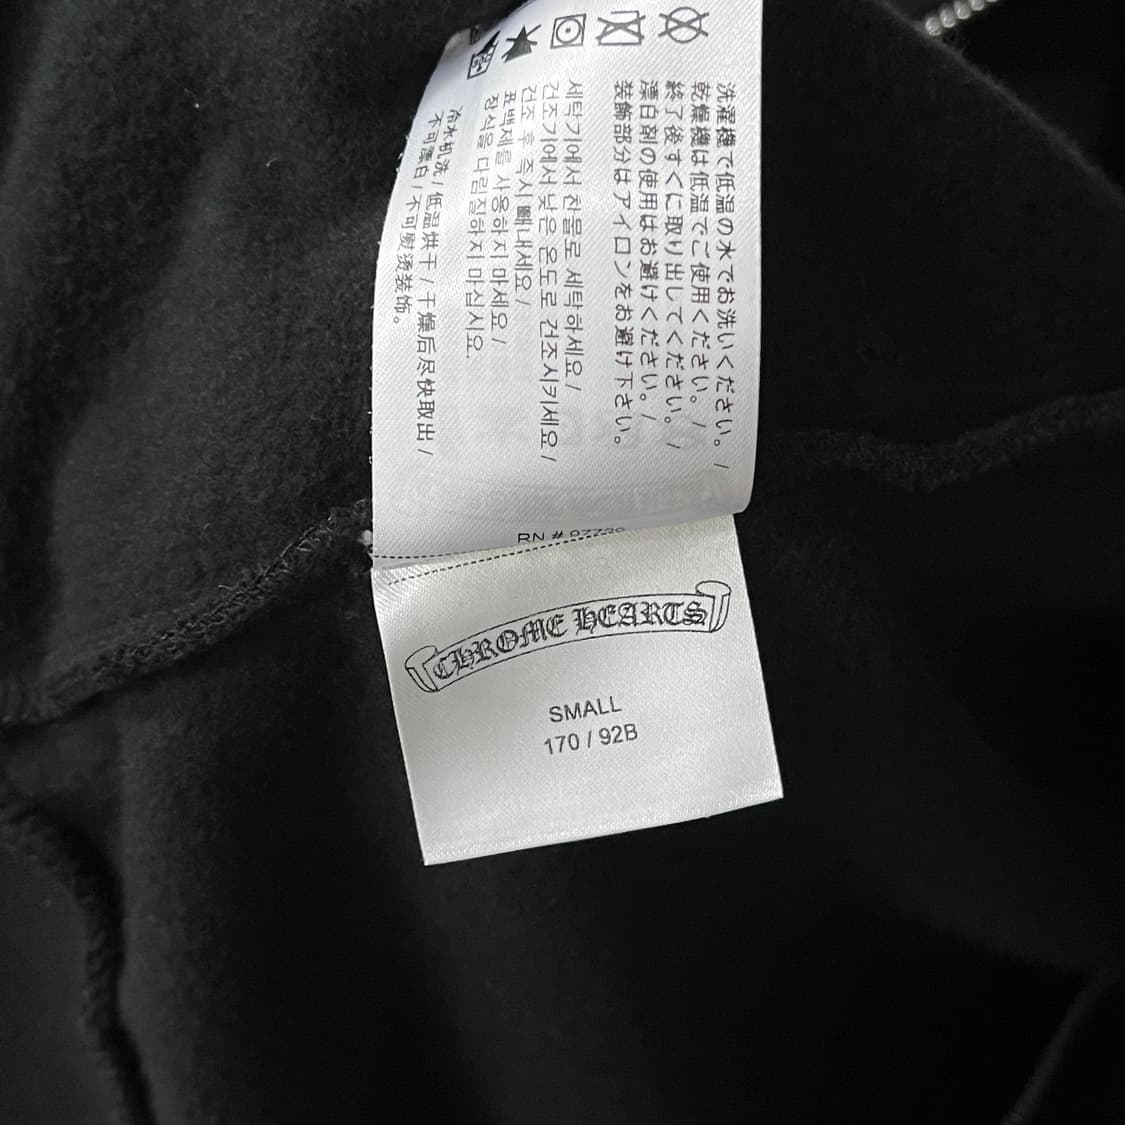 洗濯機で低温の水でお洗いください。/
乾燥機は低温でご使用ください。/
終了後すぐに取り出してください。/
漂白剤の使用はお避けください。/
装飾部分はアイロンをお避け下さい。
세탁기에서 찬물로 세탁하세요/
건조기에서 낮은 온도로 건조시키세요/
건조 후 즉시 빼내세요/
표백제를 사용하지 마세요/
장식을 다림질하지 마십시요.
冷水机洗/低温烘干/干燥后尽快取出/
不可漂白/不可熨烫装饰。
RN #
CHROME HEARTS
SMALL
170 / 92B